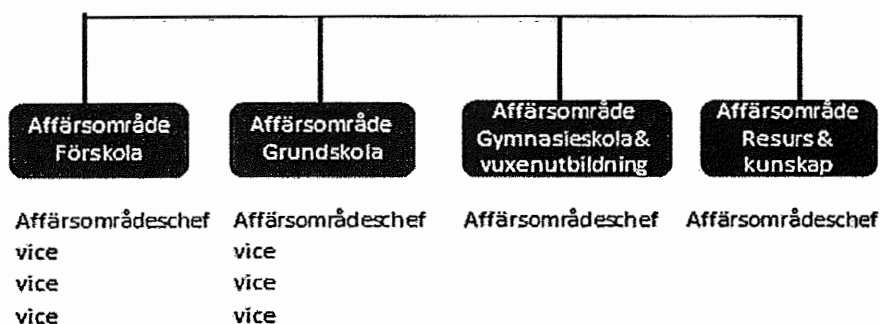 Affärsområde
Förskola
Affärsområde
Grundskola
Affärsområde
Gymnasieskola&
vuxenutbildning
Affärsområde
Resurs&
kunskap
Affärsområdeschef
vice
vice
vice
Affärsområdeschef
vice
vice
vice
Affärsområdeschef
Affärsområdeschef